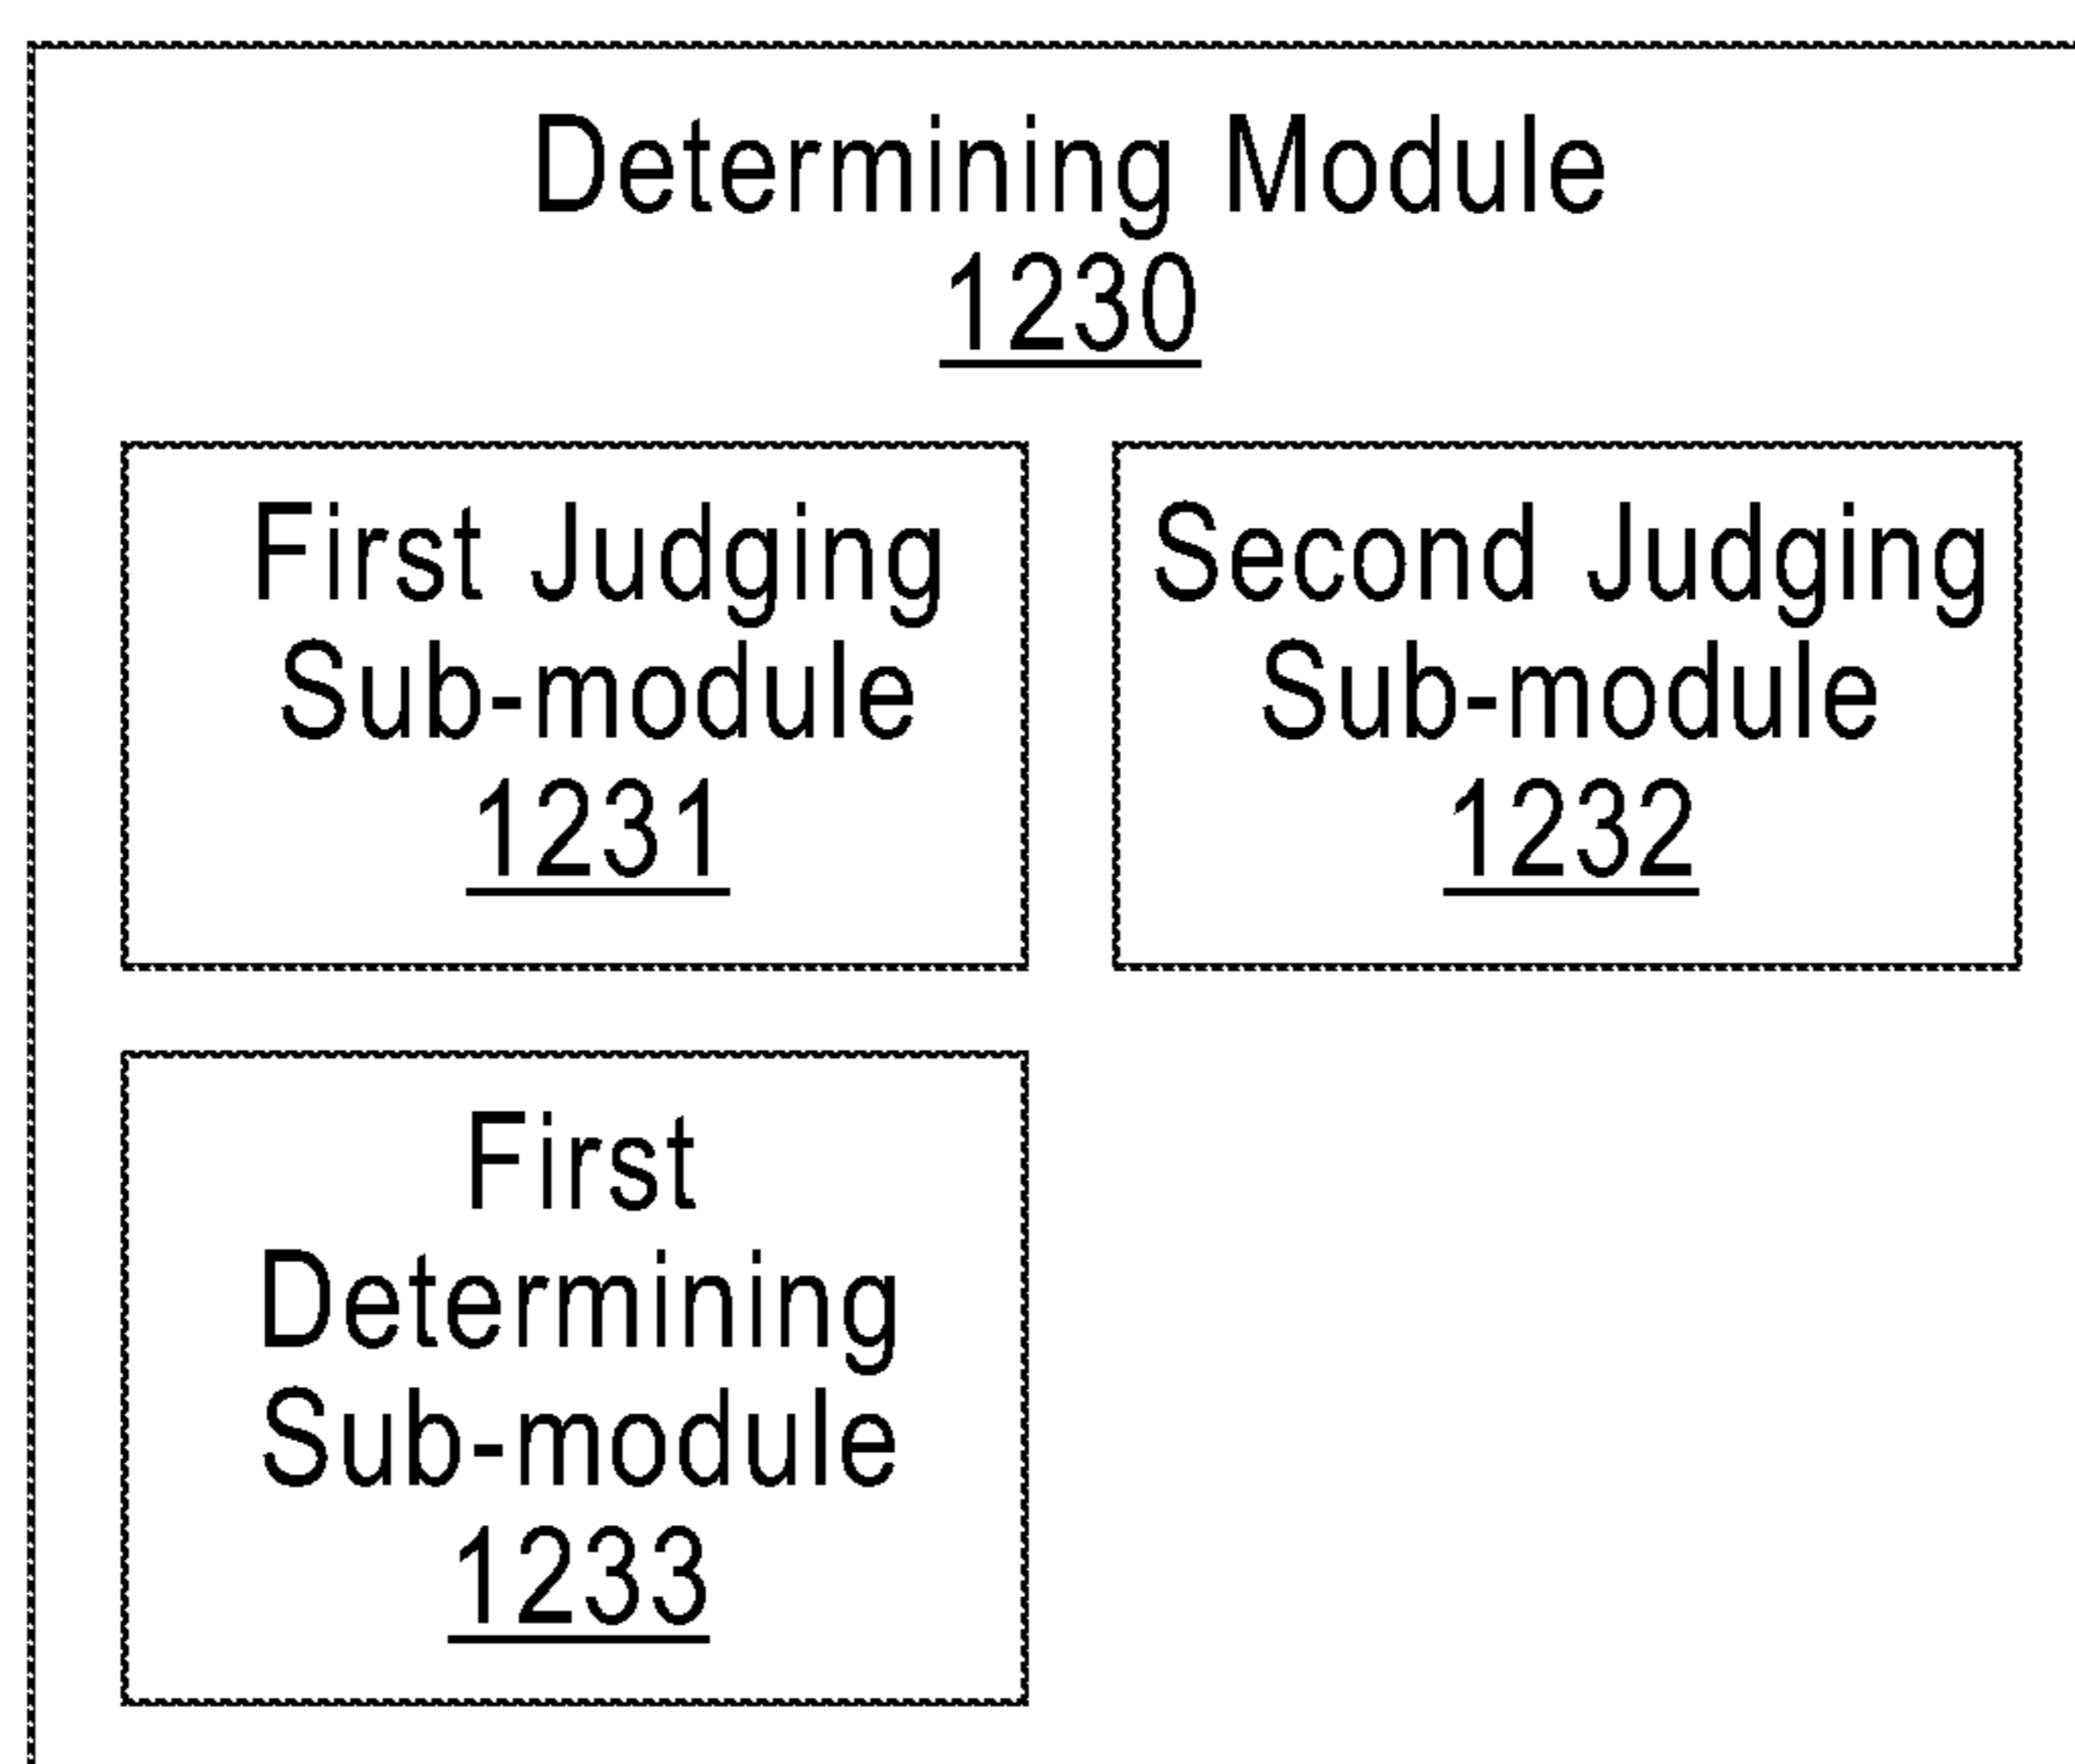 Determining Module
1230
First Judging
Sub-module
1231
Second Judging
Sub-module
1232
First
Determining
Sub-module
1233